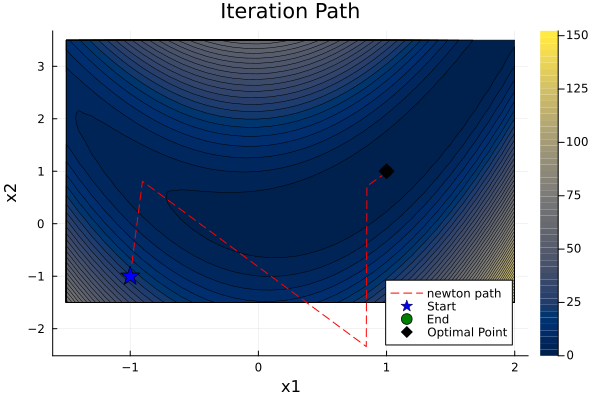 Iteration Path
x2
3
2
1
0
−1
−2
−1
0
1
2
x1
newton path
Start
End
Optimal Point
150
125
100
75
50
25
0